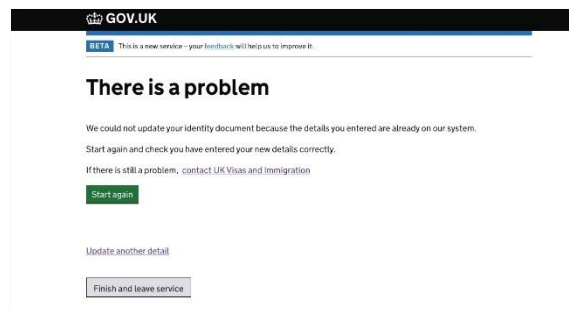 GOV.UK
BETA This is a new service – your feedback will help us to improve it.
There is a problem
We could not update your identity document because the details you entered are already on our system.
Start again and check you have entered your new details correctly.
If there is still a problem, contact UK Visas and Immigration
Start again
Update another detail
Finish and leave service